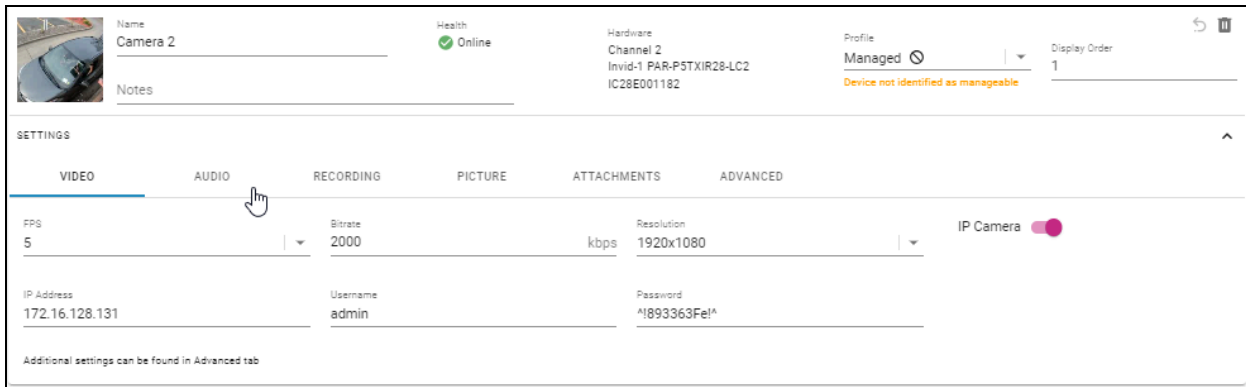 Name
Camera 2
Notes
Health
Online
Hardware
Channel 2
Invid-1 PAR-P5TXIR28-LC2
IC28E001182
Profile
Managed
Device not identified as manageable
Display Order
1
SETTINGS
VIDEO AUDIO RECORDING PICTURE ATTACHMENTS ADVANCED
FPS
5
Bitrate
2000 kbps
Resolution
1920x1080
IP Camera
IP Address
172.16.128.131
Username
admin
Password
^!893363Fe!^
Additional settings can be found in Advanced tab